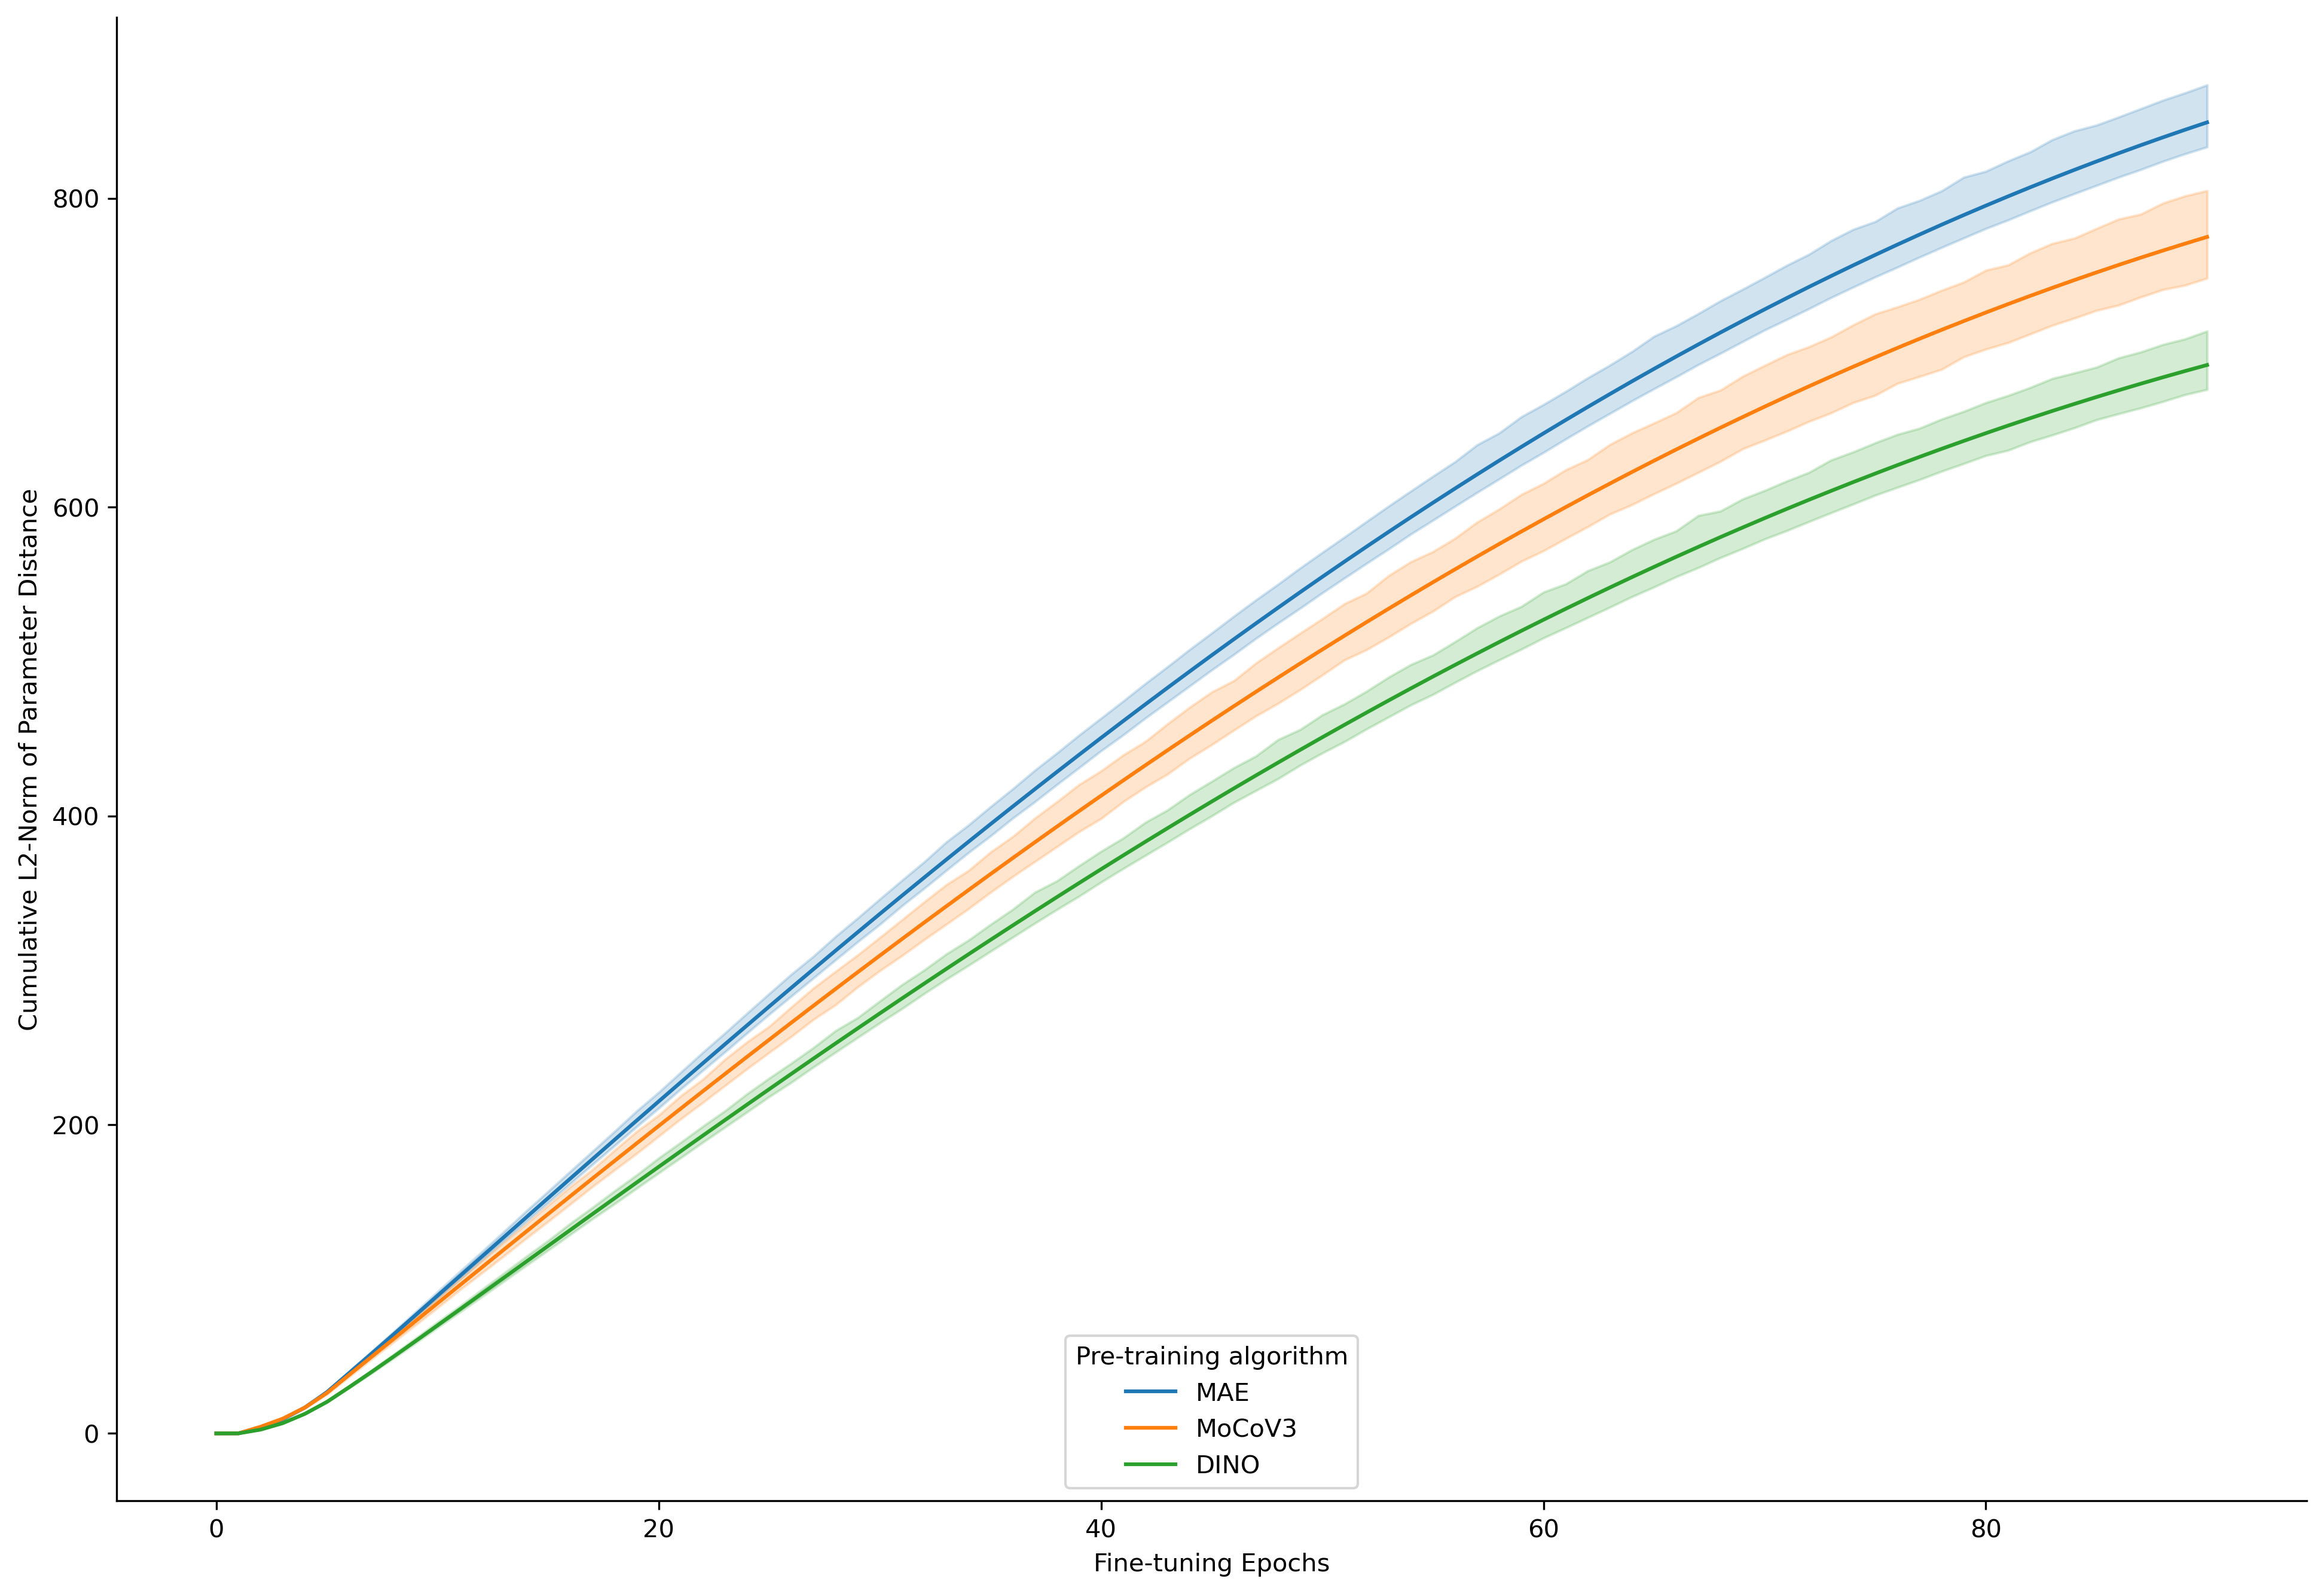 800
600
400
200
0
Cumulative L2-Norm of Parameter Distance
Pre-training algorithm
MAE
MoCoV3
DINO
0 20 40 60 80
Fine-tuning Epochs